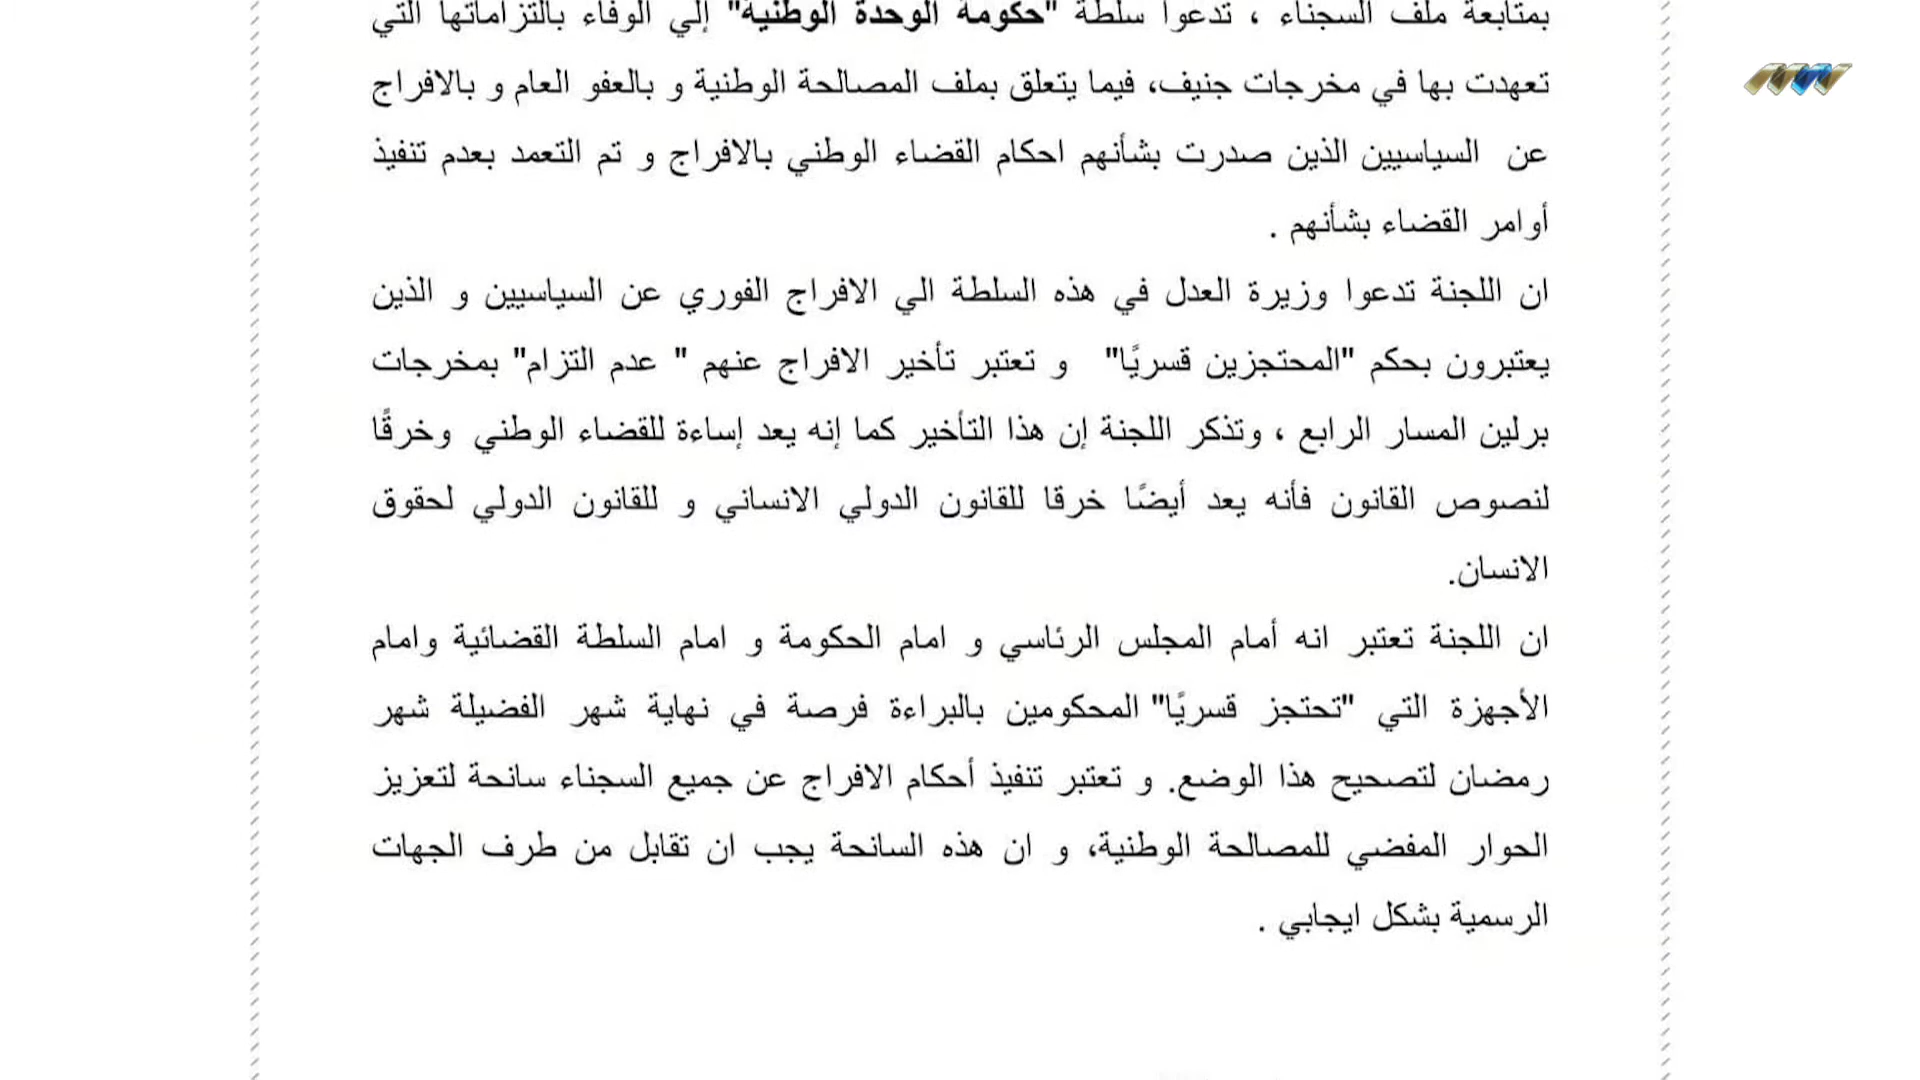 بمتابعة ملف السجناء ، تدعوا سلطة "حكومة الوحدة الوطنية" إلي الوفاء بالتزاماتها التي
تعهدت بها في مخرجات جنيف، فيما يتعلق بملف المصالحة الوطنية و بالعفو العام و بالافراج
عن السياسيين الذين صدرت بشأنهم احكام القضاء الوطني بالافراج و تم التعمد بعدم تنفيذ
أوامر القضاء بشأنهم .
ان اللجنة تدعوا وزيرة العدل في هذه السلطة الي الافراج الفوري عن السياسيين و الذين
يعتبرون بحكم "المحتجزين قسريًا" و تعتبر تأخير الافراج عنهم " عدم التزام" بمخرجات
برلين المسار الرابع ، وتذكر اللجنة إن هذا التأخير كما إنه يعد إساءة للقضاء الوطني وخرقًا
لنصوص القانون فأنه يعد أيضًا خرقا للقانون الدولي الانساني و للقانون الدولي لحقوق
الانسان.
ان اللجنة تعتبر انه أمام المجلس الرئاسي و امام الحكومة و امام السلطة القضائية وامام
الأجهزة التي "تحتجز قسريًا" المحكومين بالبراءة فرصة في نهاية شهر الفضيلة شهر
رمضان لتصحيح هذا الوضع. و تعتبر تنفيذ أحكام الافراج عن جميع السجناء سانحة لتعزيز
الحوار المفضي للمصالحة الوطنية، و ان هذه السانحة يجب ان تقابل من طرف الجهات
الرسمية بشكل ايجابي .